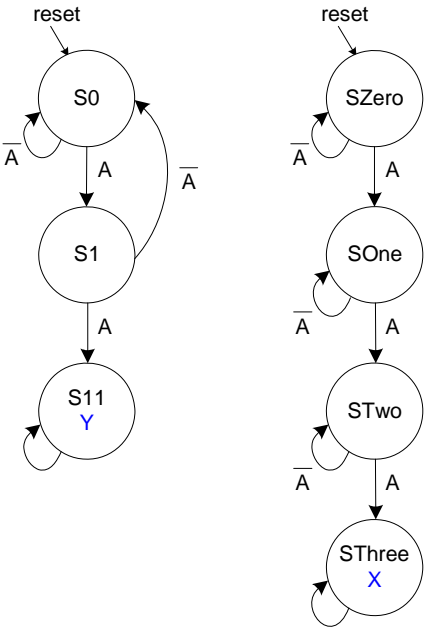 reset
S0
A̅
A
A̅
S1
A
S11
Y
reset
SZero
A̅
A
SOne
A̅
A
STwo
A̅
A
SThree
X